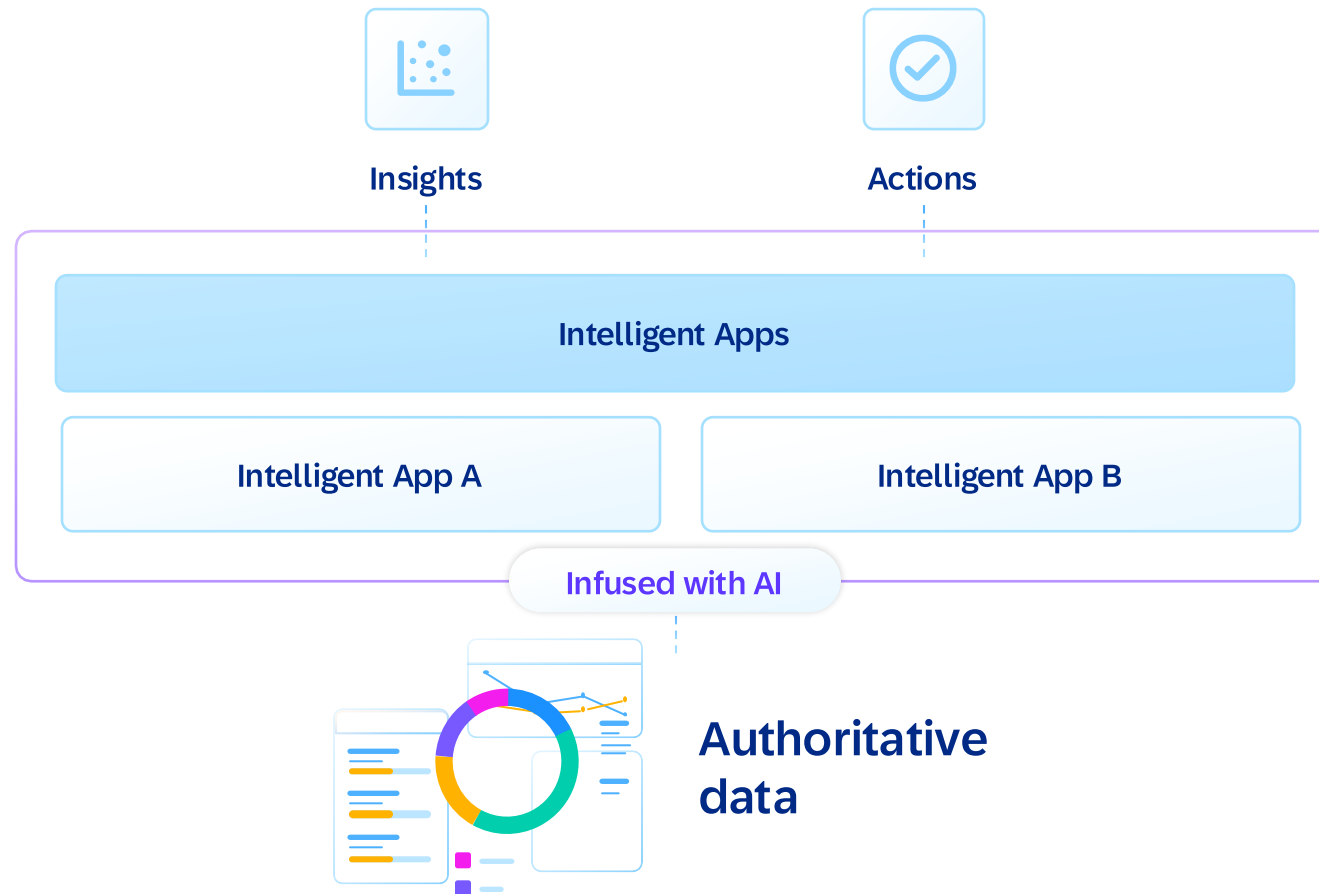 Insights
Actions
Intelligent Apps
Intelligent App A
Intelligent App B
Infused with AI
Authoritative
data